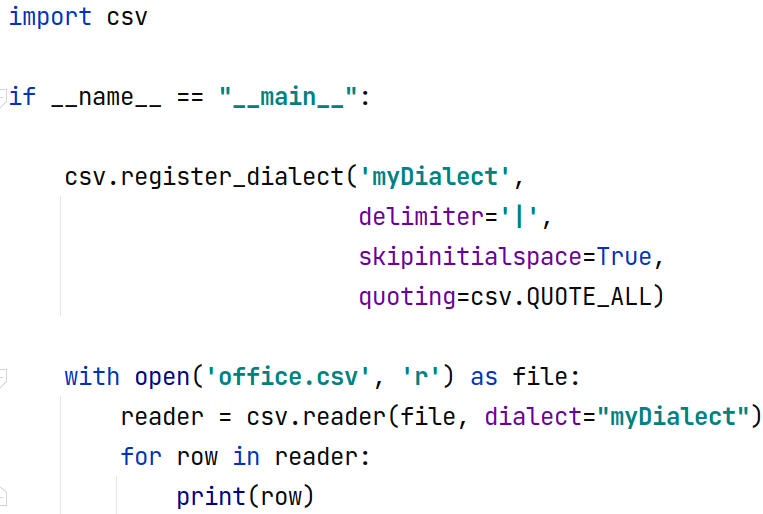 import csv

if __name__ == "__main__":

    csv.register_dialect('myDialect',
                         delimiter='|',
                         skipinitialspace=True,
                         quoting=csv.QUOTE_ALL)

    with open('office.csv', 'r') as file:
        reader = csv.reader(file, dialect="myDialect")
        for row in reader:
            print(row)